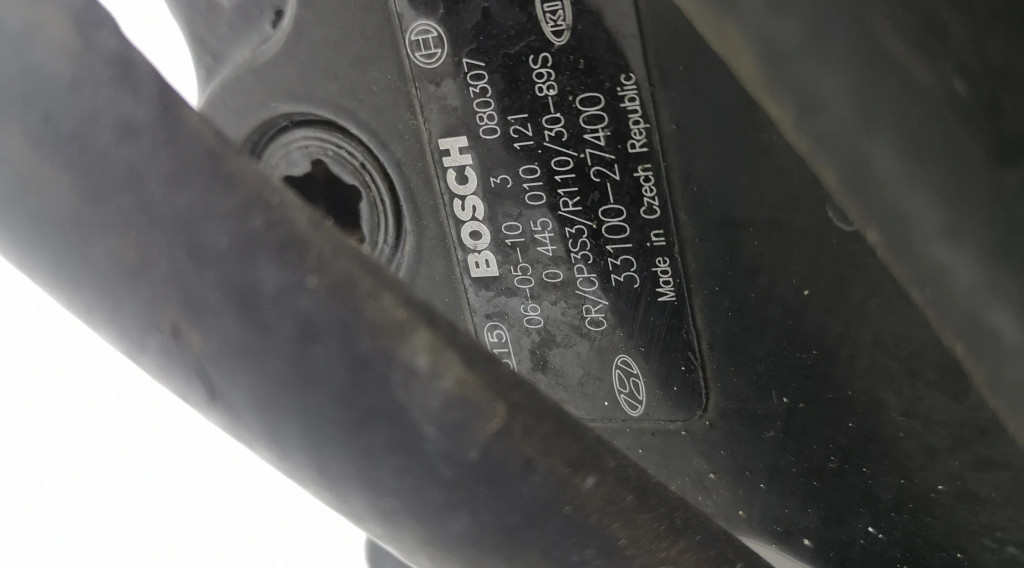 BOSCH 080307
06-05-10 3
0 445 010 121
CR/CP3S3/R110/30-89S
33100-27400
Made in Czech Republic